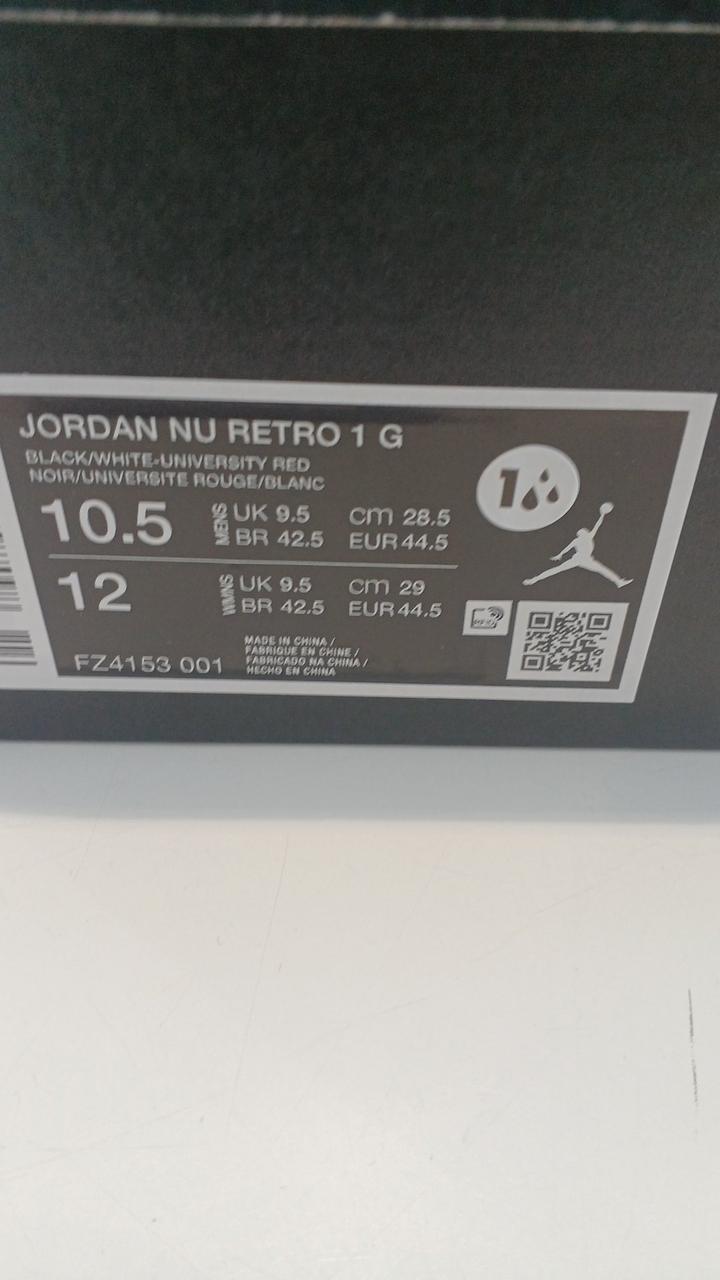 JORDAN NU RETRO 1 G
BLACK/WHITE-UNIVERSITY RED
NOIR/UNIVERSITE ROUGE/BLANC
10.5 MENS UK 9.5 cm 28.5
BR 42.5 EUR 44.5
12 WMNS UK 9.5 cm 29
BR 42.5 EUR 44.5
FZ4153 001
MADE IN CHINA /
FABRIQUE EN CHINE /
FABRICADO NA CHINA /
HECHO EN CHINA
1